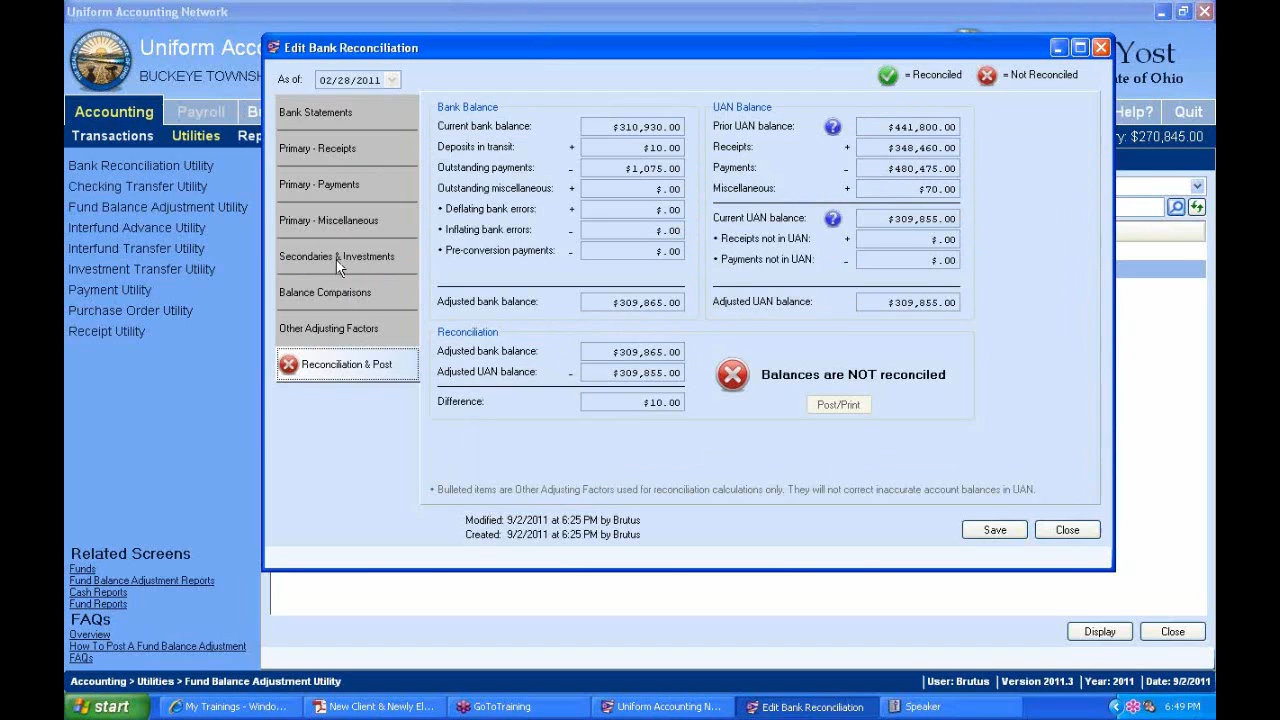 Uniform Accounting Network
Uniform Acco
BUCKEYE TOWNSH
Yost
te of Ohio
Accounting
Payroll
Help?
Quit
Transactions
Utilities
Rep
y: $270,845.00
Bank Reconciliation Utility
Checking Transfer Utility
Fund Balance Adjustment Utility
Interfund Advance Utility
Interfund Transfer Utility
Investment Transfer Utility
Payment Utility
Purchase Order Utility
Receipt Utility
Related Screens
Funds
Fund Balance Adjustment Reports
Cash Reports
Fund Reports
FAQs
Overview
How To Post A Fund Balance Adjustment
FAQs
Edit Bank Reconciliation
As of: 02/28/2011
= Reconciled
= Not Reconciled
Bank Statements
Primary - Receipts
Primary - Payments
Primary - Miscellaneous
Secondaries & Investments
Balance Comparisons
Other Adjusting Factors
Reconciliation & Post
Bank Balance
Current bank balance: $310,930.00
Deposits in transit: + $10.00
Outstanding payments: - $1,075.00
Outstanding miscellaneous: + $.00
• Deflating bank errors: + $.00
• Inflating bank errors: - $.00
• Pre-conversion payments: - $.00
Adjusted bank balance: $309,865.00
UAN Balance
Prior UAN balance: ? $441,800.00
Receipts: + $348,460.00
Payments: - $480,475.00
Miscellaneous: + $70.00
Current UAN balance: ? $309,855.00
• Receipts not in UAN: + $.00
• Payments not in UAN: - $.00
Adjusted UAN balance: $309,855.00
Reconciliation
Adjusted bank balance: $309,865.00
Adjusted UAN balance: - $309,855.00
Difference: $10.00
Balances are NOT reconciled
Post/Print
• Bulleted items are Other Adjusting Factors used for reconciliation calculations only. They will not correct inaccurate account balances in UAN.
Modified: 9/2/2011 at 6:25 PM by Brutus
Created: 9/2/2011 at 6:25 PM by Brutus
Save
Close
Display
Close
Accounting > Utilities > Fund Balance Adjustment Utility
User: Brutus
Version 2011.3
Year: 2011
Date: 9/2/2011
start
My Trainings - Windo...
New Client & Newly El...
GoToTraining
Uniform Accounting N...
Edit Bank Reconciliation
Speaker
6:49 PM